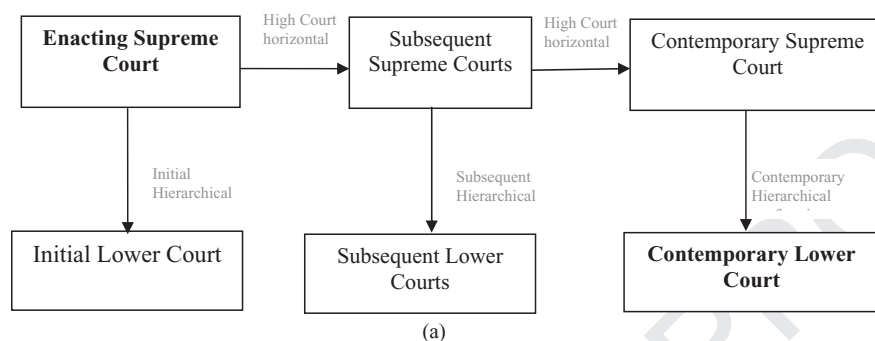 High Court
horizontal
High Court
horizontal
Enacting Supreme
Court
Subsequent
Supreme Courts
Contemporary Supreme
Court
Initial
Hierarchical
Subsequent
Hierarchical
Contemporary
Hierarchical
Initial Lower Court
Subsequent Lower
Courts
Contemporary Lower
Court
(a)